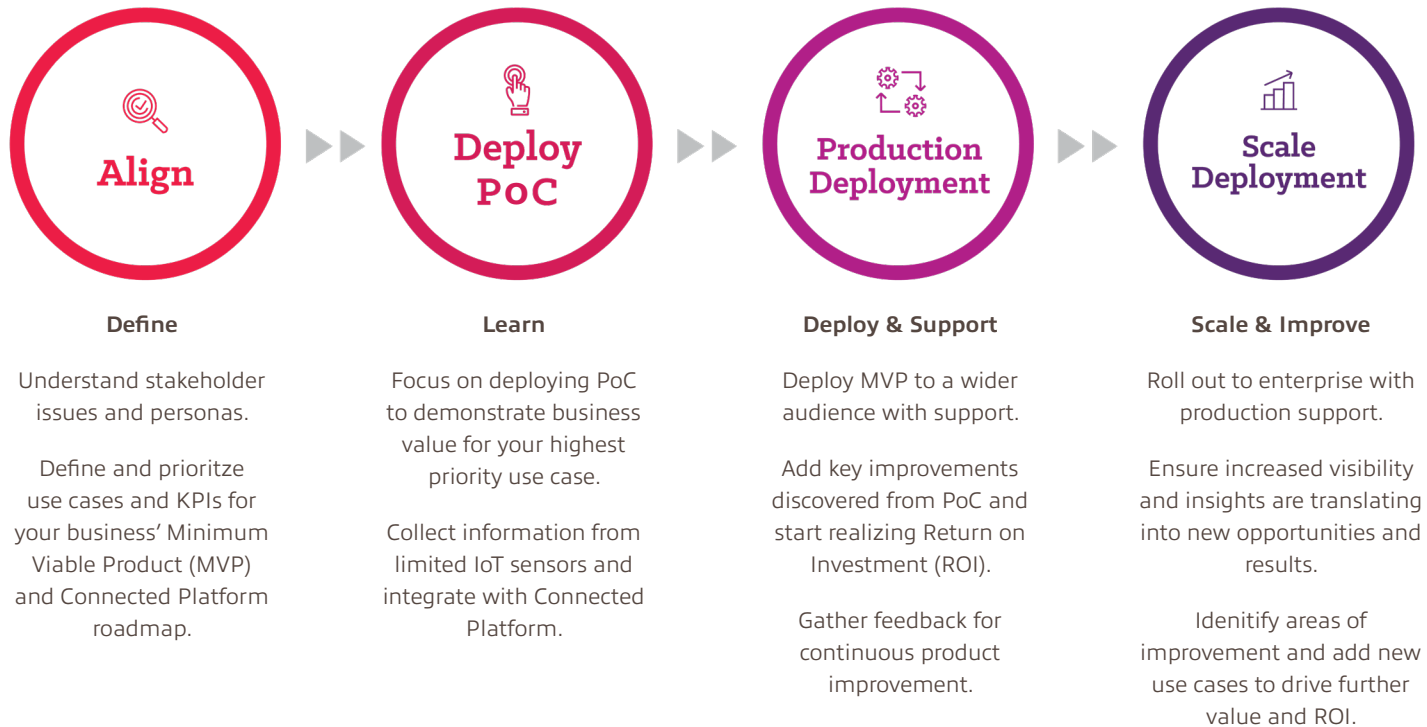 Align
Define
Understand stakeholder
issues and personas.
Define and prioritze
use cases and KPIs for
your business’ Minimum
Viable Product (MVP)
and Connected Platform
roadmap.
Deploy
PoC
Learn
Focus on deploying PoC
to demonstrate business
value for your highest
priority use case.
Collect information from
limited IoT sensors and
integrate with Connected
Platform.
Production
Deployment
Deploy & Support
Deploy MVP to a wider
audience with support.
Add key improvements
discovered from PoC and
start realizing Return on
Investment (ROI).
Gather feedback for
continuous product
improvement.
Scale
Deployment
Scale & Improve
Roll out to enterprise with
production support.
Ensure increased visibility
and insights are translating
into new opportunities and
results.
Idenitify areas of
improvement and add new
use cases to drive further
value and ROI.